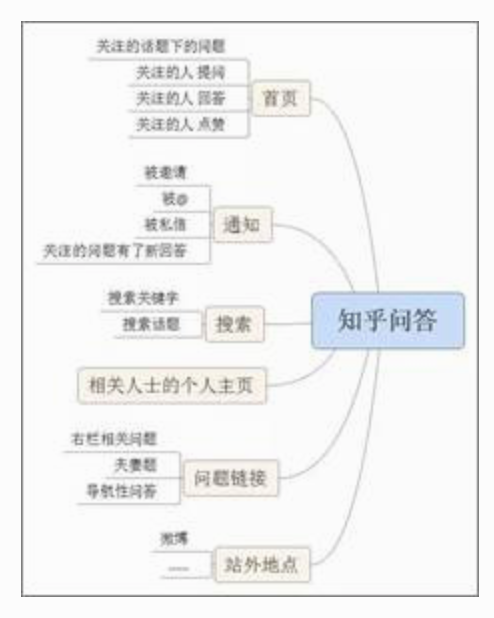 关注的话题下的问题
关注的人 提问
关注的人 回答
关注的人 点赞
首页
被邀请
被@
被私信
关注的问题有了新回答
通知
搜索关键字
搜索话题
搜索
知乎问答
相关人士的个人主页
右栏相关问题
夫妻题
导航性问答
问题链接
微博
......
站外地点